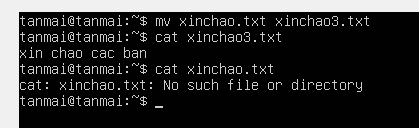 tanmai@tanmai:~$ mv xinchao.txt xinchao3.txt
tanmai@tanmai:~$ cat xinchao3.txt
xin chao cac ban
tanmai@tanmai:~$ cat xinchao.txt
cat: xinchao.txt: No such file or directory
tanmai@tanmai:~$ _